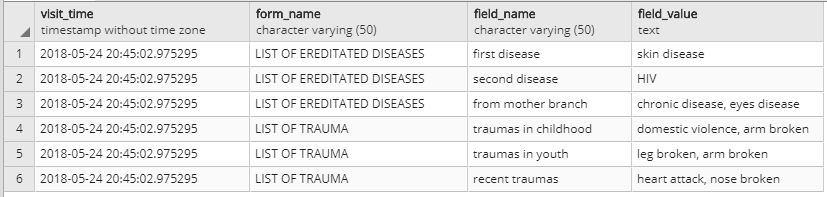 visit_time form_name field_name field_value
timestamp without time zone character varying (50) character varying (50) text
1 2018-05-24 20:45:02.975295 LIST OF EREDITATED DISEASES first disease skin disease
2 2018-05-24 20:45:02.975295 LIST OF EREDITATED DISEASES second disease HIV
3 2018-05-24 20:45:02.975295 LIST OF EREDITATED DISEASES from mother branch chronic disease, eyes disease
4 2018-05-24 20:45:02.975295 LIST OF TRAUMA traumas in childhood domestic violence, arm broken
5 2018-05-24 20:45:02.975295 LIST OF TRAUMA traumas in youth leg broken, arm broken
6 2018-05-24 20:45:02.975295 LIST OF TRAUMA recent traumas heart attack, nose broken